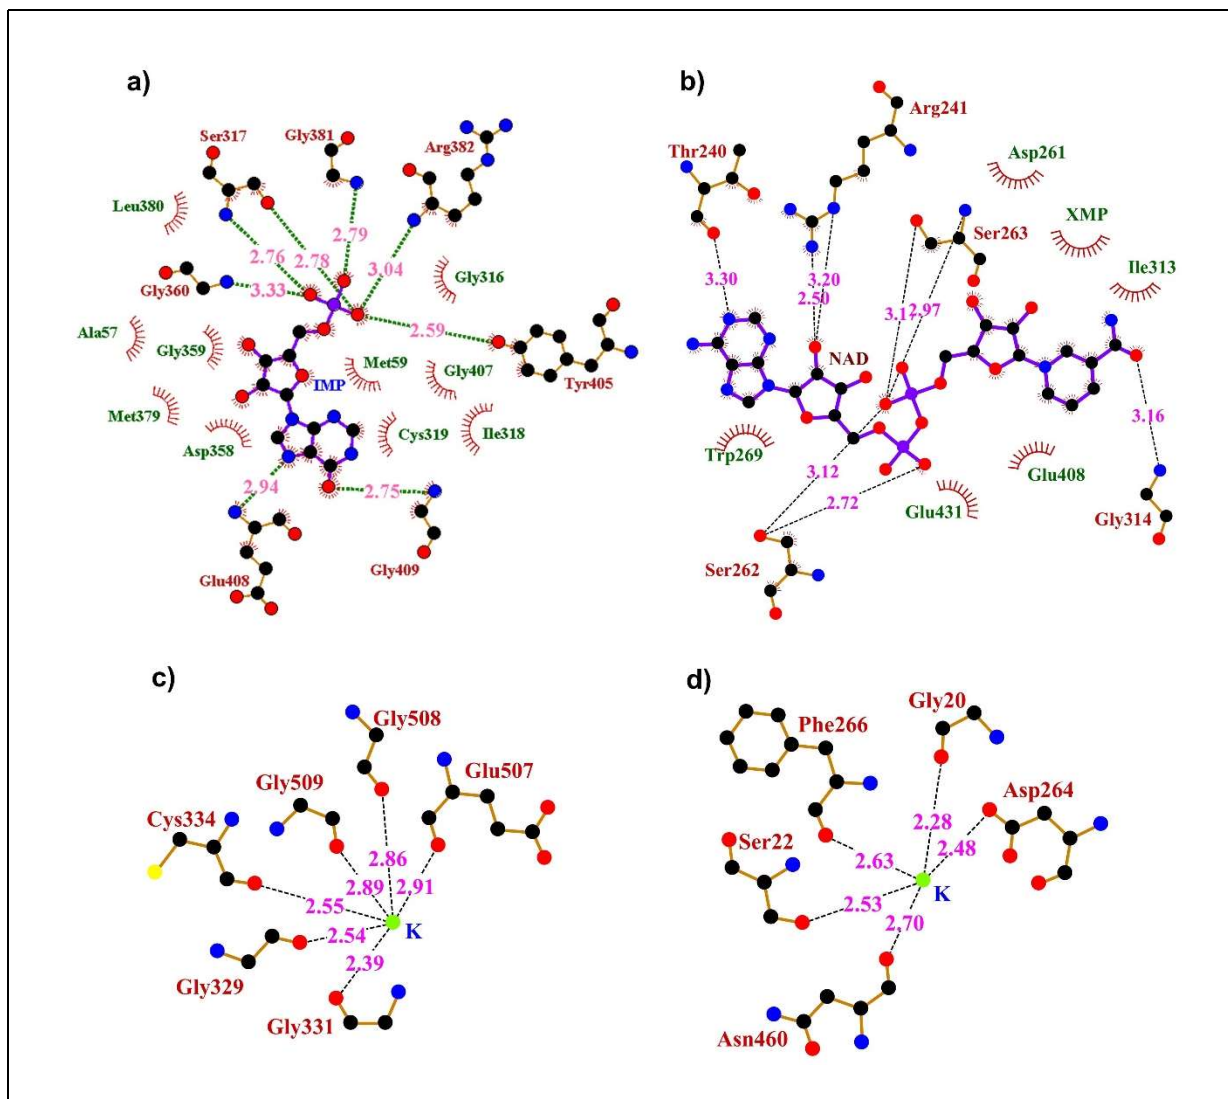 a)
Ser317
Gly381
Arg382
Leu380
2.79
2.76
2.78
3.04
Gly316
Gly360
3.33
2.59
Ala57
Gly359
Met59
IMP
Gly407
Tyr405
Met379
Asp358
Cys319
Ile318
2.94
2.75
Glu408
Gly409
b)
Arg241
Thr240
Asp261
XMP
Ser263
Ile313
3.30
3.20
2.50
2.97
NAD
3.16
Trp269
3.12
Glu408
2.72
Glu431
Gly314
Ser262
c)
Gly508
Gly509
Glu507
Cys334
2.86
2.89
2.91
2.55
K
2.54
2.39
Gly329
Gly331
d)
Gly20
Phe266
Asp264
Ser22
2.28
2.48
2.63
K
2.53
2.70
Asn460